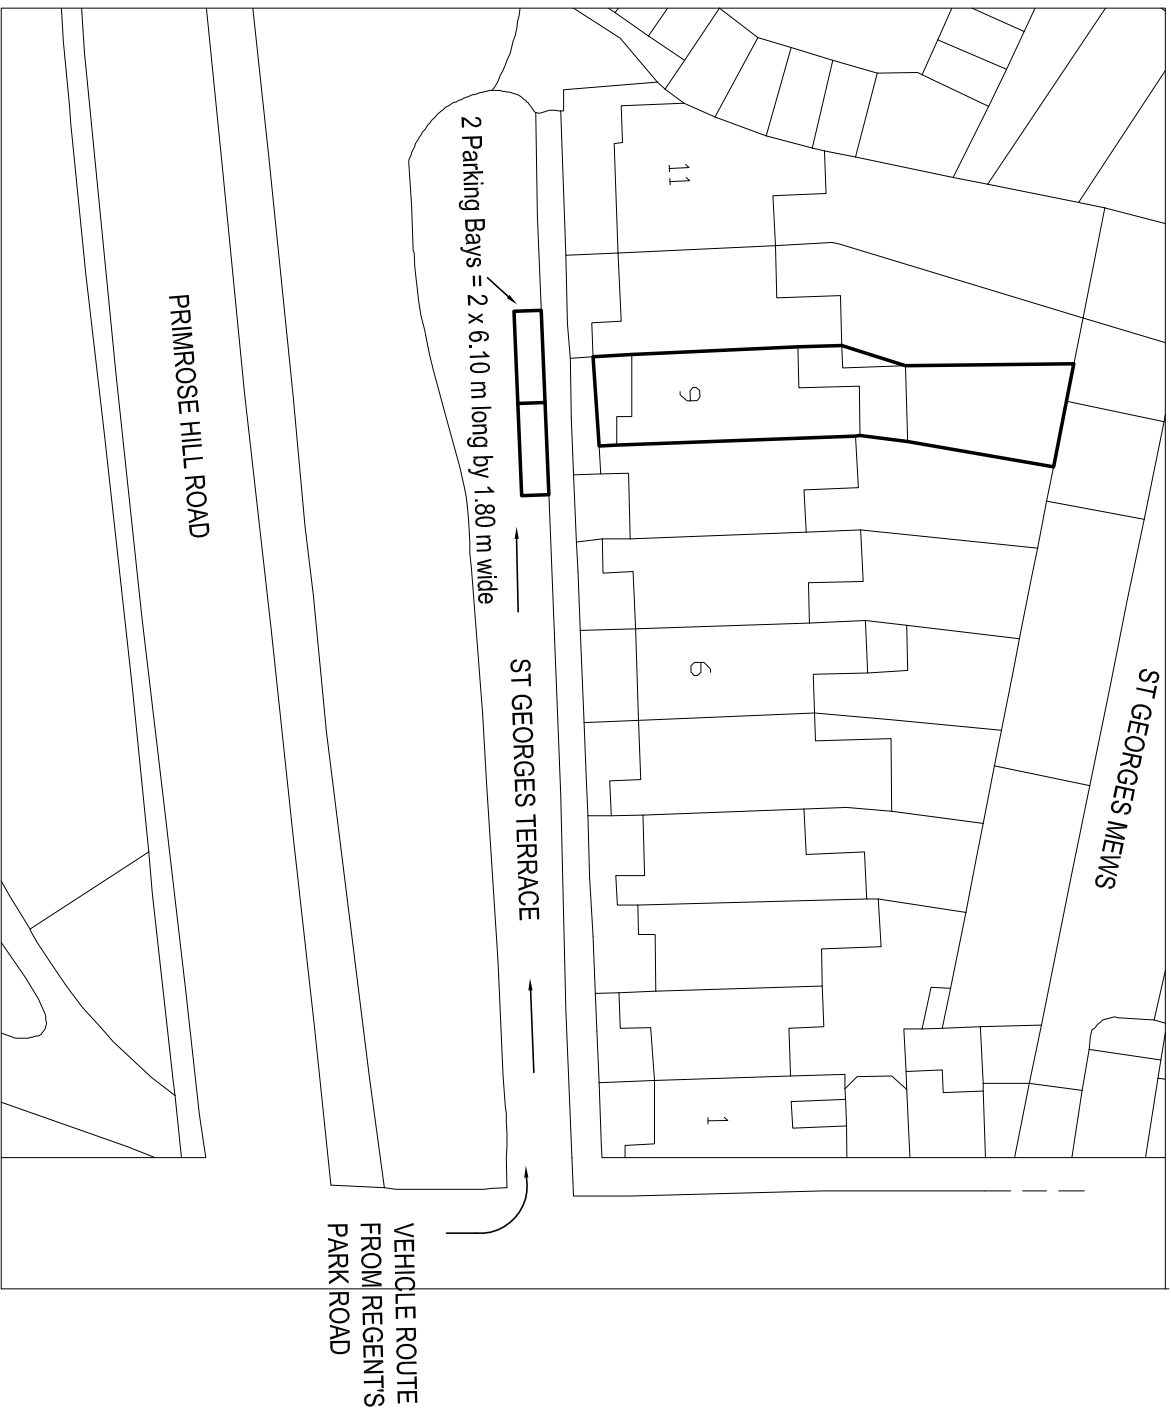 ST GEORGES MEWS
11
9
6
1
2 Parking Bays = 2 x 6.10 m long by 1.80 m wide
ST GEORGES TERRACE
PRIMROSE HILL ROAD
VEHICLE ROUTE
FROM REGENT'S
PARK ROAD